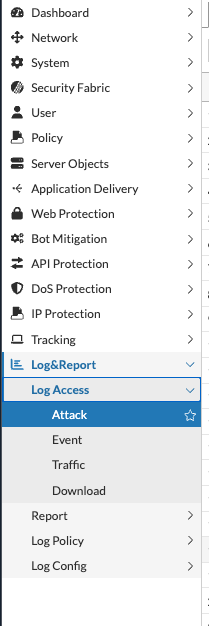 Dashboard
Network
System
Security Fabric
User
Policy
Server Objects
Application Delivery
Web Protection
Bot Mitigation
API Protection
DoS Protection
IP Protection
Tracking
Log&Report
Log Access
Attack
Event
Traffic
Download
Report
Log Policy
Log Config